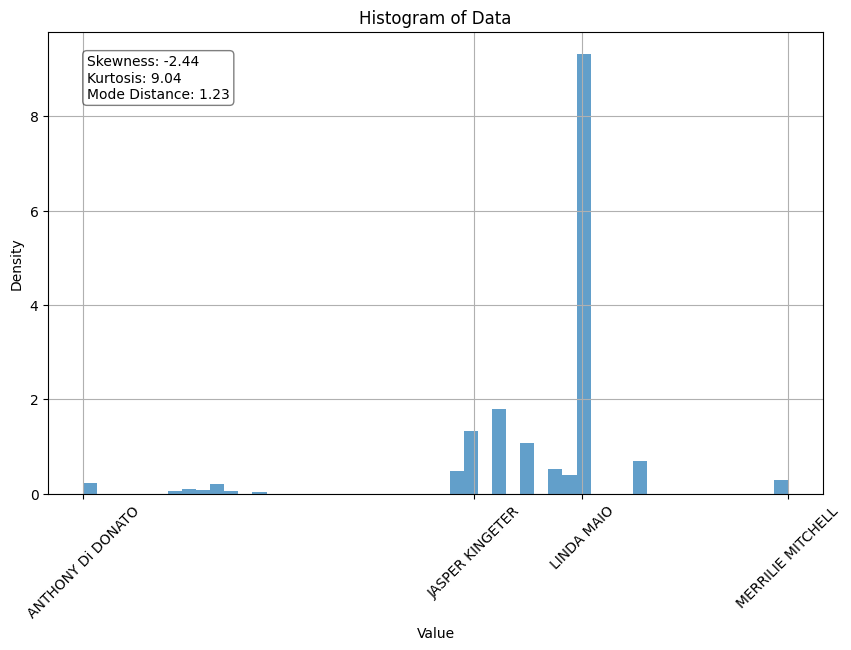 Histogram of Data
Skewness: -2.44
Kurtosis: 9.04
Mode Distance: 1.23
Density
8
6
4
2
0
ANTHONY Di DONATO
JASPER KINGETER
LINDA MAIO
MERRILIE MITCHELL
Value